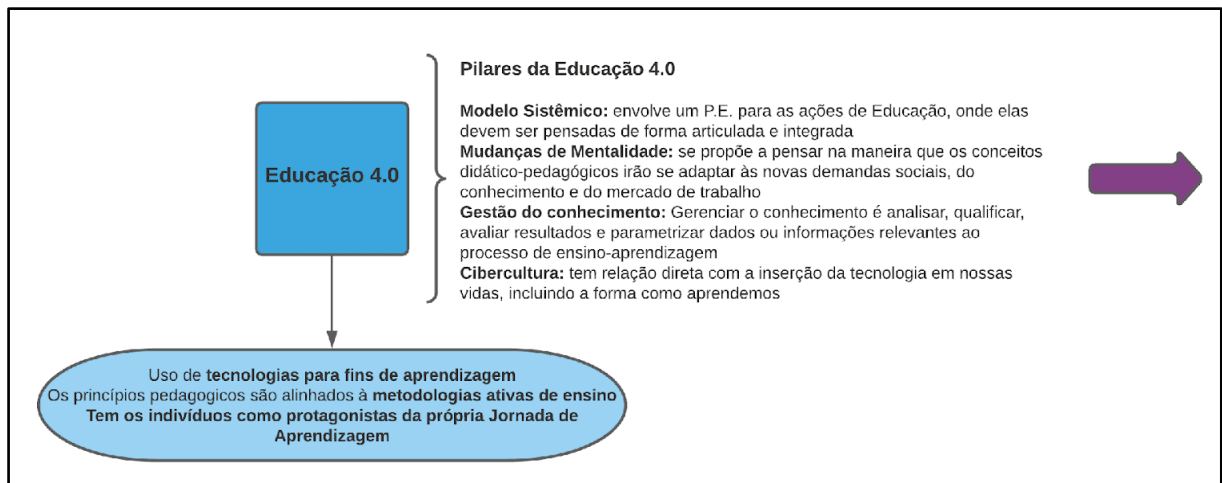 Pilares da Educação 4.0
Modelo Sistêmico: envolve um P.E. para as ações de Educação, onde elas
devem ser pensadas de forma articulada e integrada
Mudanças de Mentalidade: se propõe a pensar na maneira que os conceitos
didático-pedagógicos irão se adaptar às novas demandas sociais, do
conhecimento e do mercado de trabalho
Gestão do conhecimento: Gerenciar o conhecimento é analisar, qualificar,
avaliar resultados e parametrizar dados ou informações relevantes ao
processo de ensino-aprendizagem
Cibercultura: tem relação direta com a inserção da tecnologia em nossas
vidas, incluindo a forma como aprendemos
Educação 4.0
Uso de tecnologias para fins de aprendizagem
Os princípios pedagogicos são alinhados à metodologias ativas de ensino
Tem os indivíduos como protagonistas da própria Jornada de
Aprendizagem